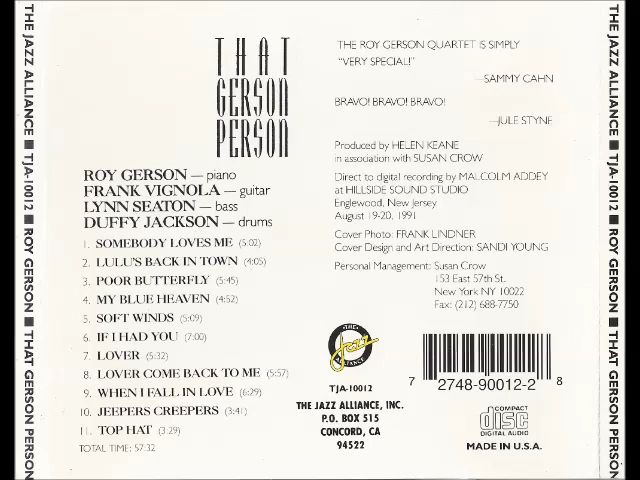 THE JAZZ ALLIANCE ■ TJA-10012 ■ ROY GERSON ■ THAT GERSON PERSON
THAT
GERSON
PERSON
ROY GERSON — piano
FRANK VIGNOLA — guitar
LYNN SEATON — bass
DUFFY JACKSON — drums
1. SOMEBODY LOVES ME (5:02)
2. LULU'S BACK IN TOWN (4:05)
3. POOR BUTTERFLY (5:45)
4. MY BLUE HEAVEN (4:52)
5. SOFT WINDS (5:09)
6. IF I HAD YOU (7:00)
7. LOVER (5:32)
8. LOVER COME BACK TO ME (5:57)
9. WHEN I FALL IN LOVE (6:29)
10. JEEPERS CREEPERS (3:41)
11. TOP HAT (3:29)
TOTAL TIME: 57:32
THE ROY GERSON QUARTET IS SIMPLY
"VERY SPECIAL!"
—SAMMY CAHN
BRAVO! BRAVO! BRAVO!
—JULE STYNE
Produced by HELEN KEANE
in association with SUSAN CROW
Direct to digital recording by MALCOLM ADDEY
at HILLSIDE SOUND STUDIO
Englewood, New Jersey
August 19-20, 1991
Cover Photo: FRANK LINDNER
Cover Design and Art Direction: SANDI YOUNG
Personal Management: Susan Crow
153 East 57th St.
New York NY 10022
Fax: (212) 688-7750
THE
Jazz
ALLIANCE
TJA-10012
THE JAZZ ALLIANCE, INC.
P.O. BOX 515
CONCORD, CA
94522
7 2748-90012-2 8
COMPACT
disc
DIGITAL AUDIO
MADE IN U.S.A.
THE JAZZ ALLIANCE ■ TJA-10012 ■ ROY GERSON ■ THAT GERSON PERSON